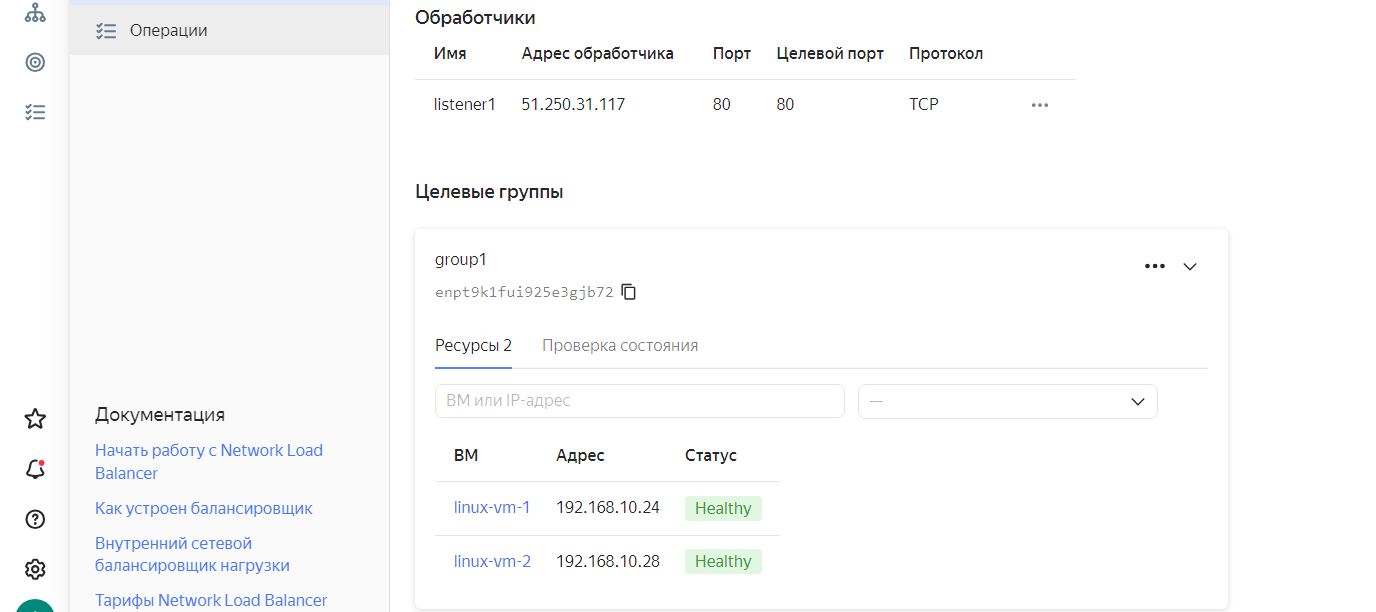 Операции
Документация
Начать работу с Network Load
Balancer
Как устроен балансировщик
Внутренний сетевой
балансировщик нагрузки
Тарифы Network Load Balancer
Обработчики
Имя Адрес обработчика Порт Целевой порт Протокол
listener1 51.250.31.117 80 80 TCP
Целевые группы
group1
enpt9k1fui925e3gjb72
Ресурсы 2 Проверка состояния
ВМ или IP-адрес —
ВМ Адрес Статус
linux-vm-1 192.168.10.24 Healthy
linux-vm-2 192.168.10.28 Healthy